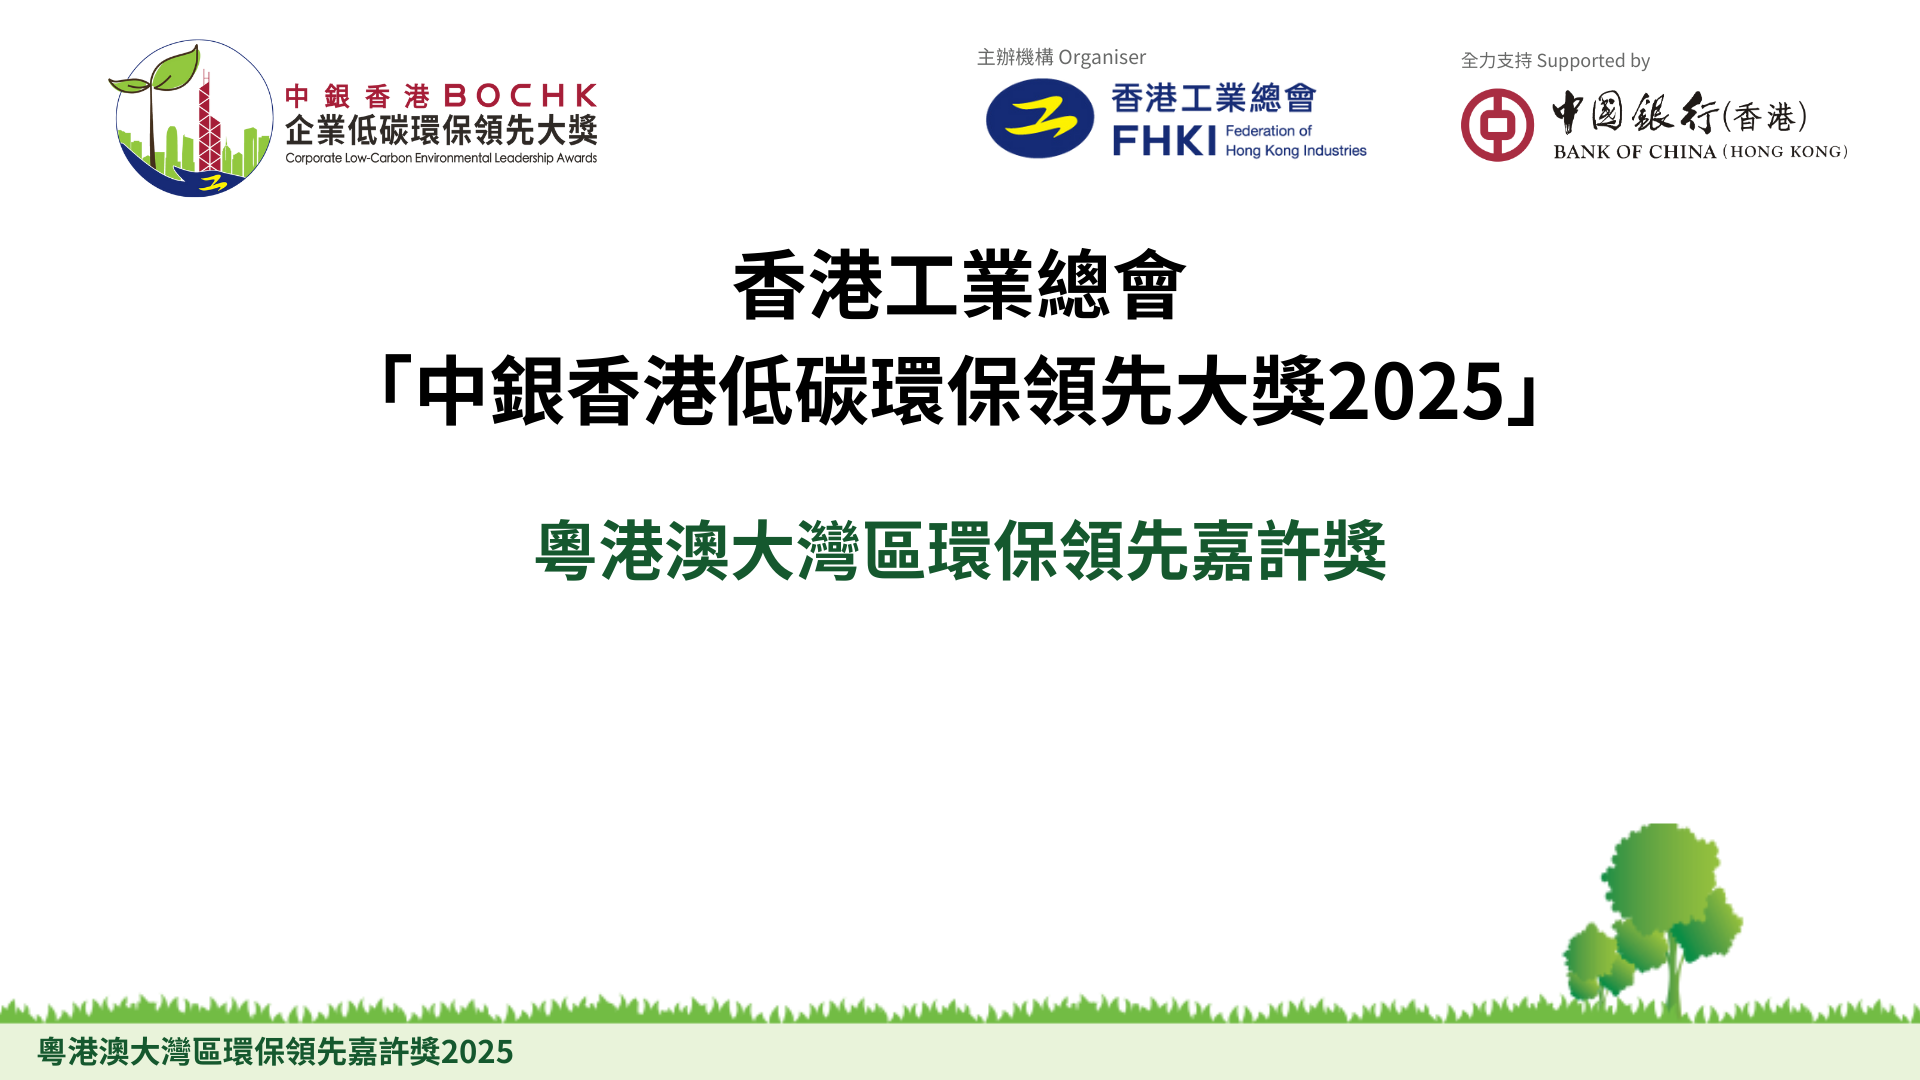 中銀香港BOCHK
企業低碳環保領先大獎
Corporate Low-Carbon Environmental Leadership Awards
主辦機構 Organiser
香港工業總會
FHKI Federation of
Hong Kong Industries
全力支持 Supported by
中國銀行(香港)
BANK OF CHINA (HONG KONG)
香港工業總會
「中銀香港低碳環保領先大獎2025」
粵港澳大灣區環保領先嘉許獎
粵港澳大灣區環保領先嘉許獎2025